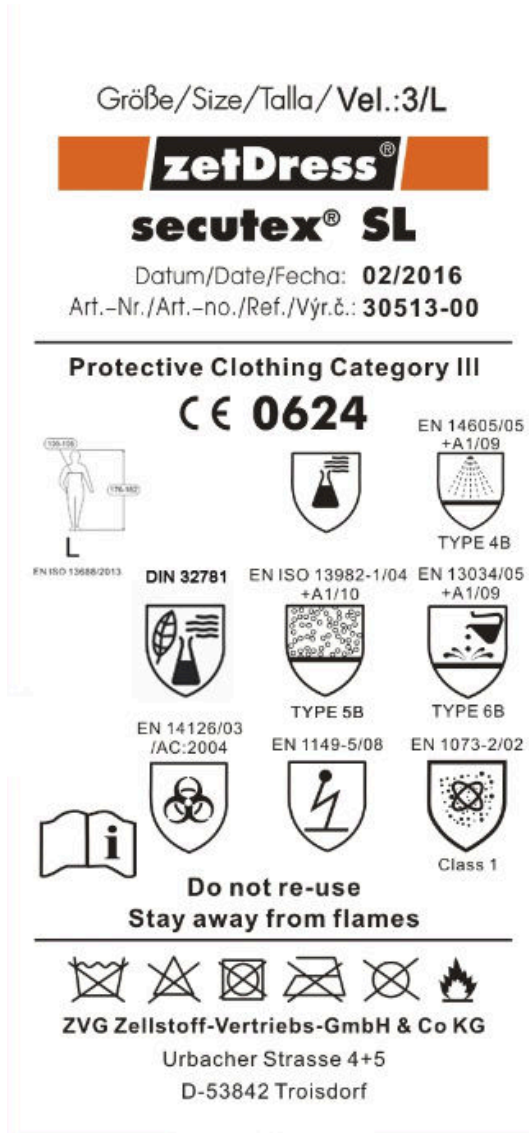 Größe/Size/Talla/Vel.:3/L
zetDress®
secutex® SL
Datum/Date/Fecha: 02/2016
Art.-Nr./Art.-no./Ref./Výr.č.: 30513-00
Protective Clothing Category III
CE 0624
EN 14605/05
+A1/09
TYPE 4B
176-182
L
EN ISO 13688/2013
DIN 32781
EN ISO 13982-1/04
+A1/10
TYPE 5B
EN 13034/05
+A1/09
TYPE 6B
EN 14126/03
/AC:2004
EN 1149-5/08
EN 1073-2/02
Class 1
i
Do not re-use
Stay away from flames
ZVG Zellstoff-Vertriebs-GmbH & Co KG
Urbacher Strasse 4+5
D-53842 Troisdorf